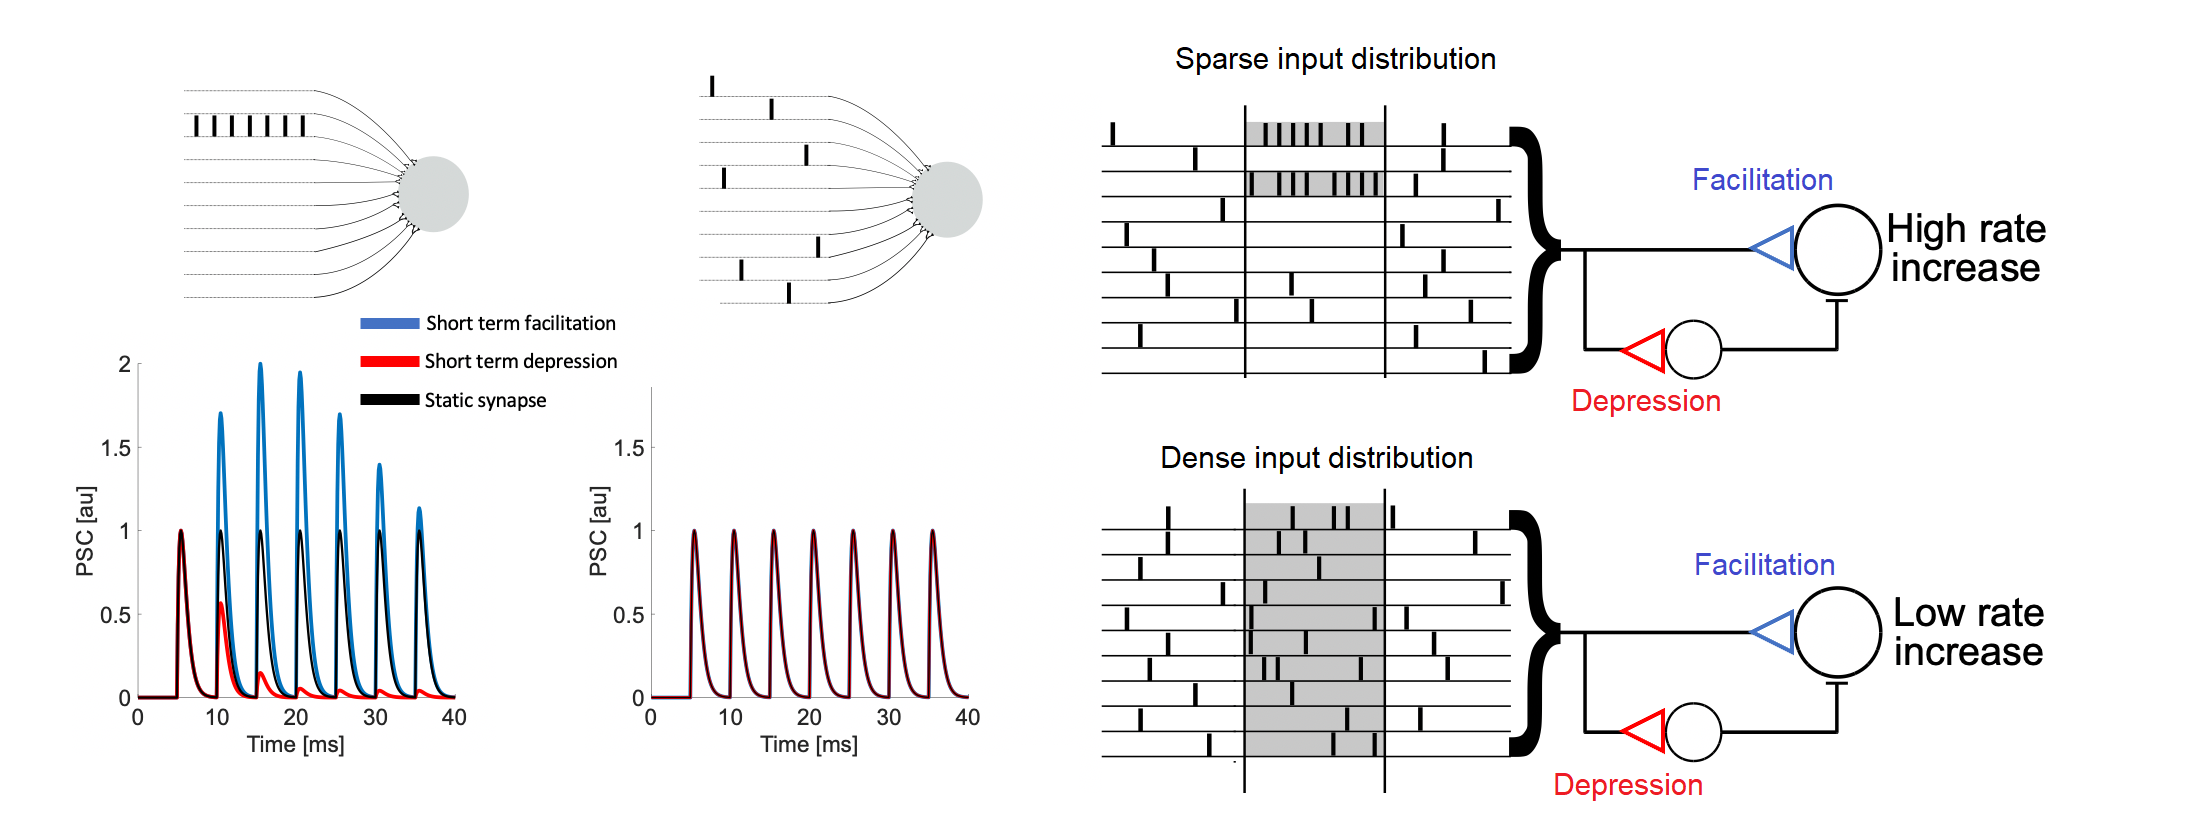 Short term facilitation
Short term depression
Static synapse
2
1.5
1
0.5
0
PSC [au]
0 10 20 30 40
Time [ms]
1.5
1
0.5
0
PSC [au]
0 10 20 30 40
Time [ms]
Sparse input distribution
Facilitation
High rate
increase
Depression
Dense input distribution
Facilitation
Low rate
increase
Depression